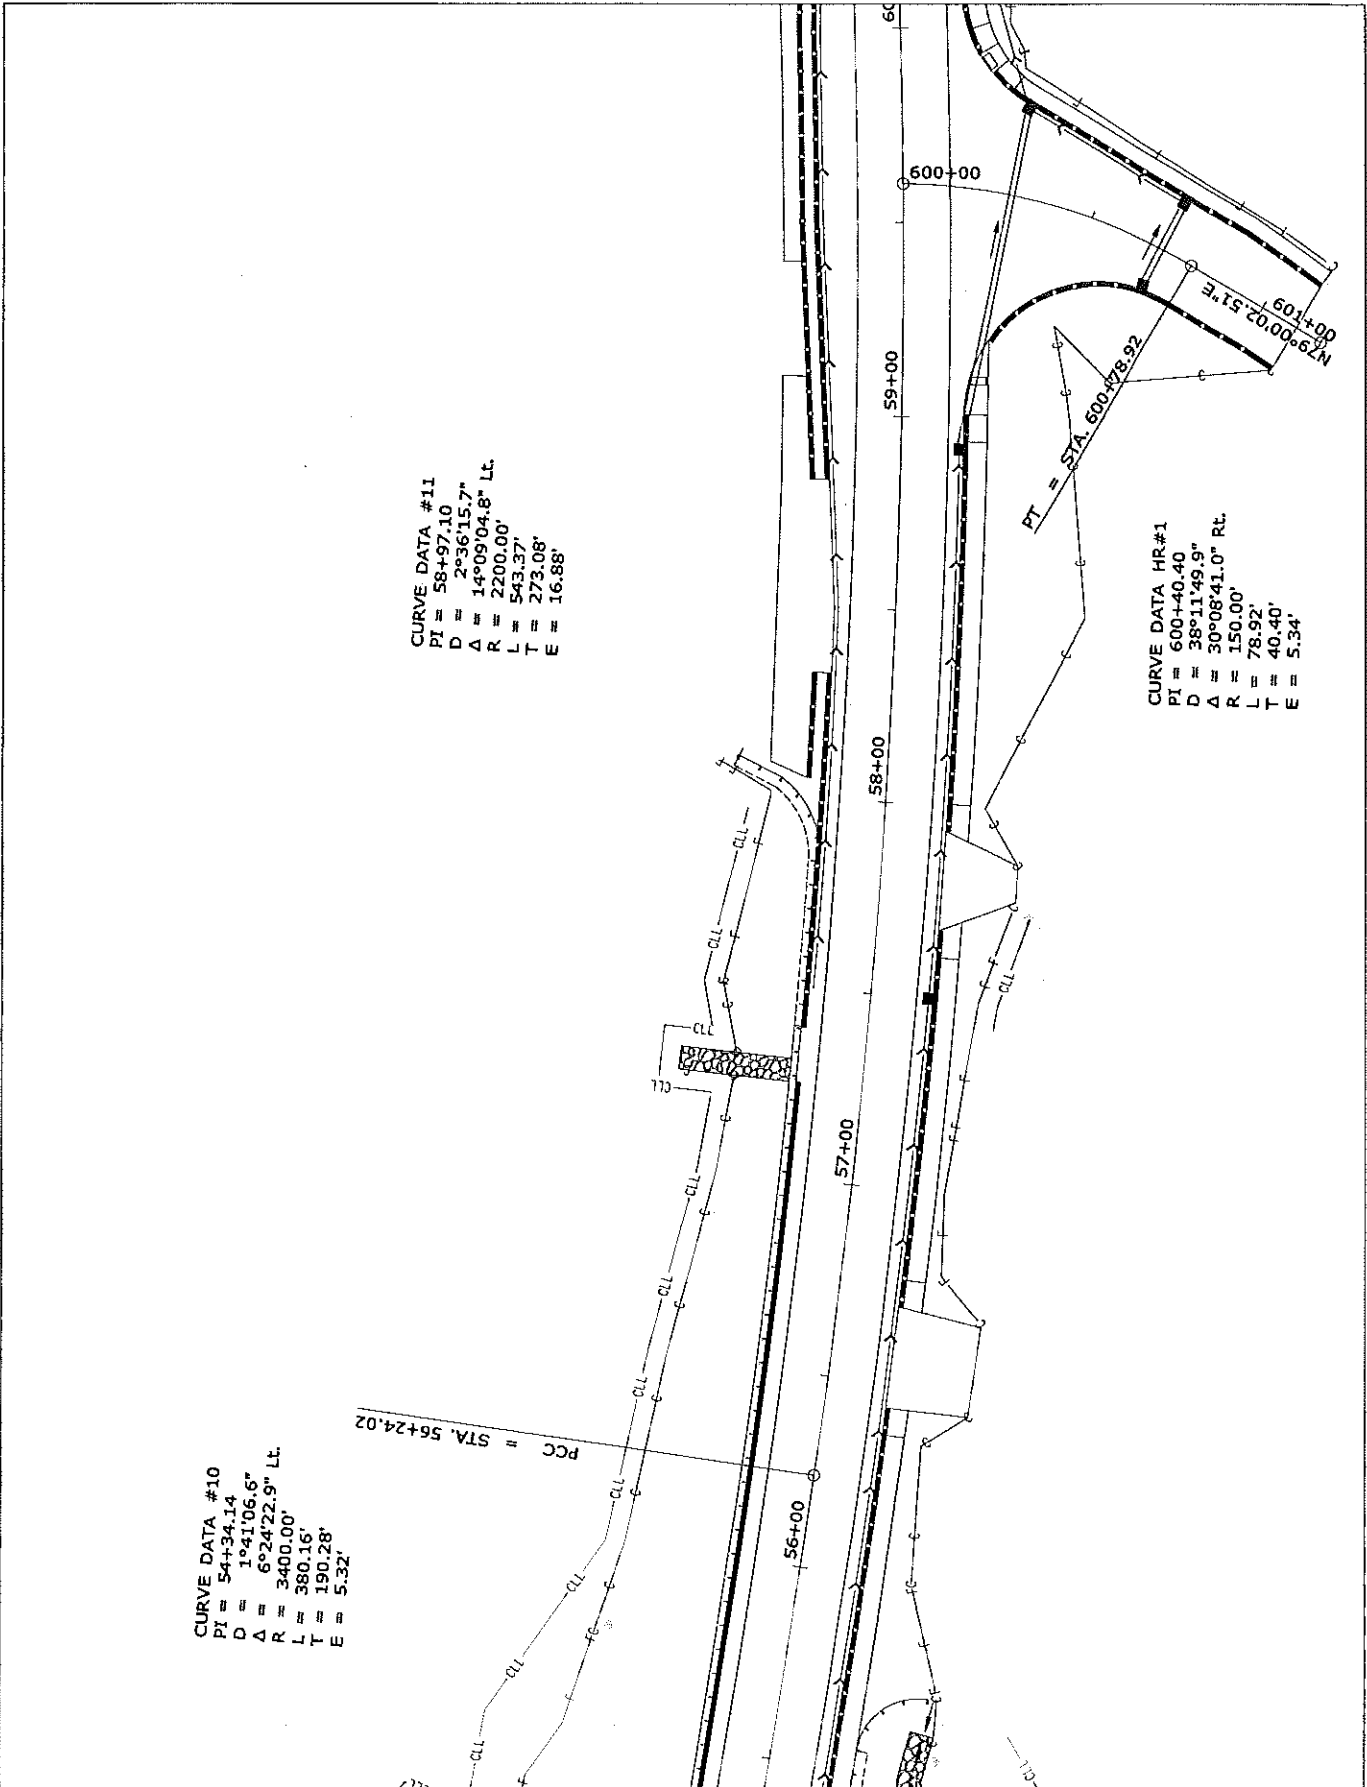 CURVE DATA #10
PI = 54+34.14
D = 1°41'06.6"
Δ = 6°24'22.9" Lt.
R = 3400.00'
L = 380.16'
T = 190.28'
E = 5.32'
CURVE DATA #11
PI = 58+97.10
D = 2°36'15.7"
Δ = 14°09'04.8" Lt.
R = 2200.00'
L = 543.37'
T = 273.08'
E = 16.88'
PCC = STA. 56+24.02
CLL
CLL
CLL
CLL
CLL
CLL
CLL
CLL
CLL
CLL
CLL
56+00
57+00
58+00
59+00
60
600+00
PT = STA. 600+78.92
N79°00'02.51"E
601+00
CLL
CLL
CURVE DATA HR#1
PI = 600+40.40
D = 38°11'49.9"
Δ = 30°08'41.0" Rt.
R = 150.00'
L = 78.92'
T = 40.40'
E = 5.34'